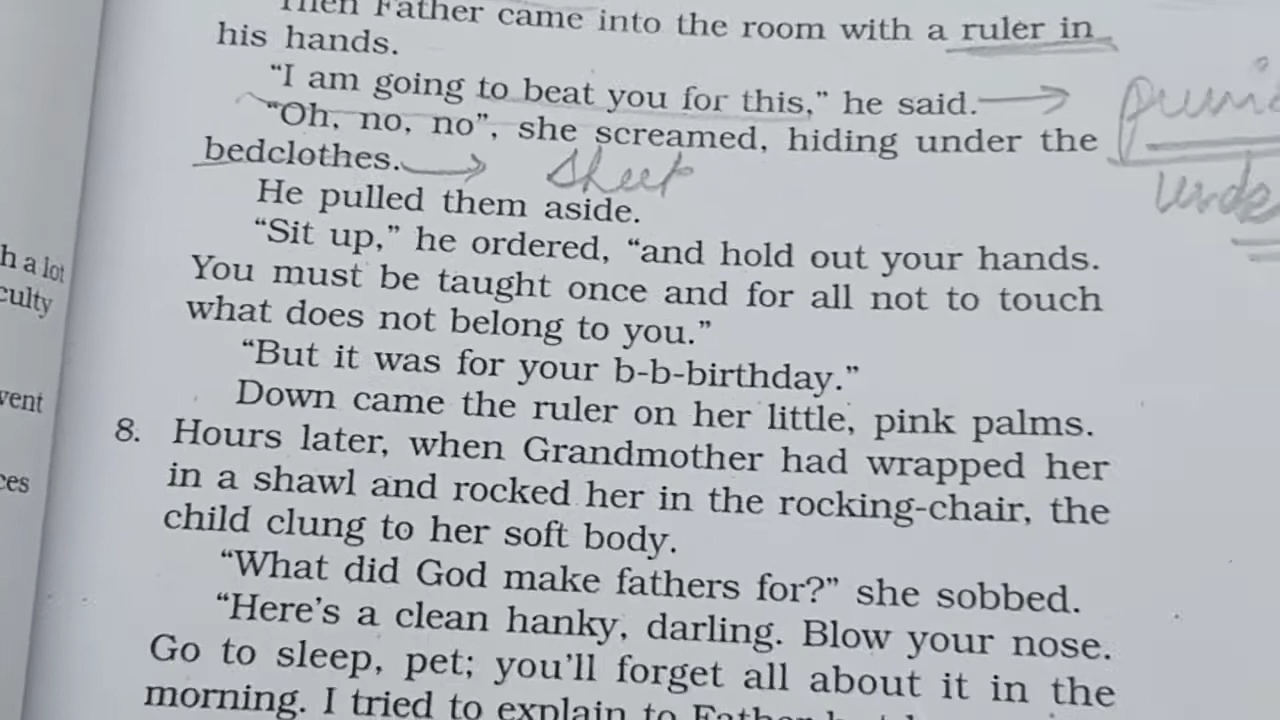 Then Father came into the room with a ruler in
his hands.
"I am going to beat you for this," he said.
"Oh, no, no", she screamed, hiding under the
bedclothes. sheet
He pulled them aside.
"Sit up," he ordered, "and hold out your hands.
You must be taught once and for all not to touch
what does not belong to you."
"But it was for your b-b-birthday."
Down came the ruler on her little, pink palms.
8. Hours later, when Grandmother had wrapped her
in a shawl and rocked her in the rocking-chair, the
child clung to her soft body.
"What did God make fathers for?" she sobbed.
"Here's a clean hanky, darling. Blow your nose.
Go to sleep, pet; you'll forget all about it in the
morning. I tried to explain to Father
h a lot
culty
vent
ces